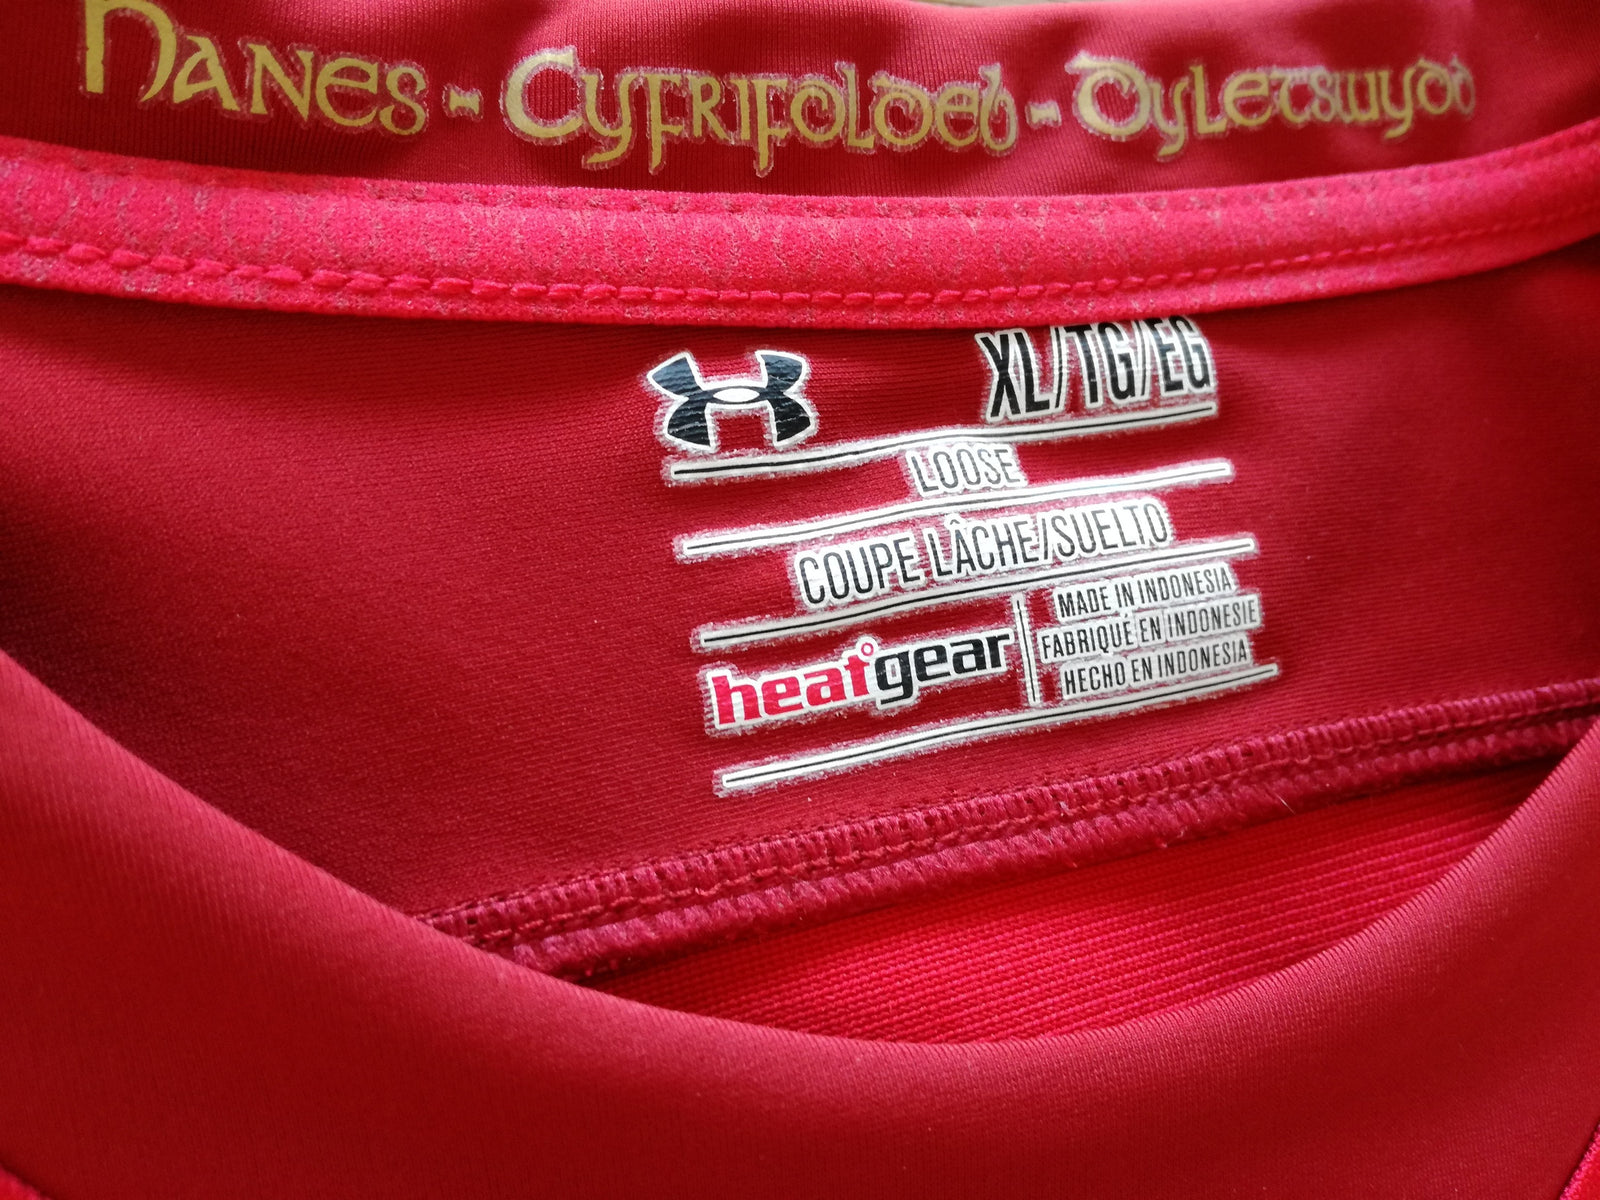 Hanes - Cyfrifoldeb - Dyletswydd
XL/TG/EG
LOOSE
COUPE LÂCHE/SUELTO
heatgear
MADE IN INDONESIA
FABRIQUÉ EN INDONESIE
HECHO EN INDONESIA